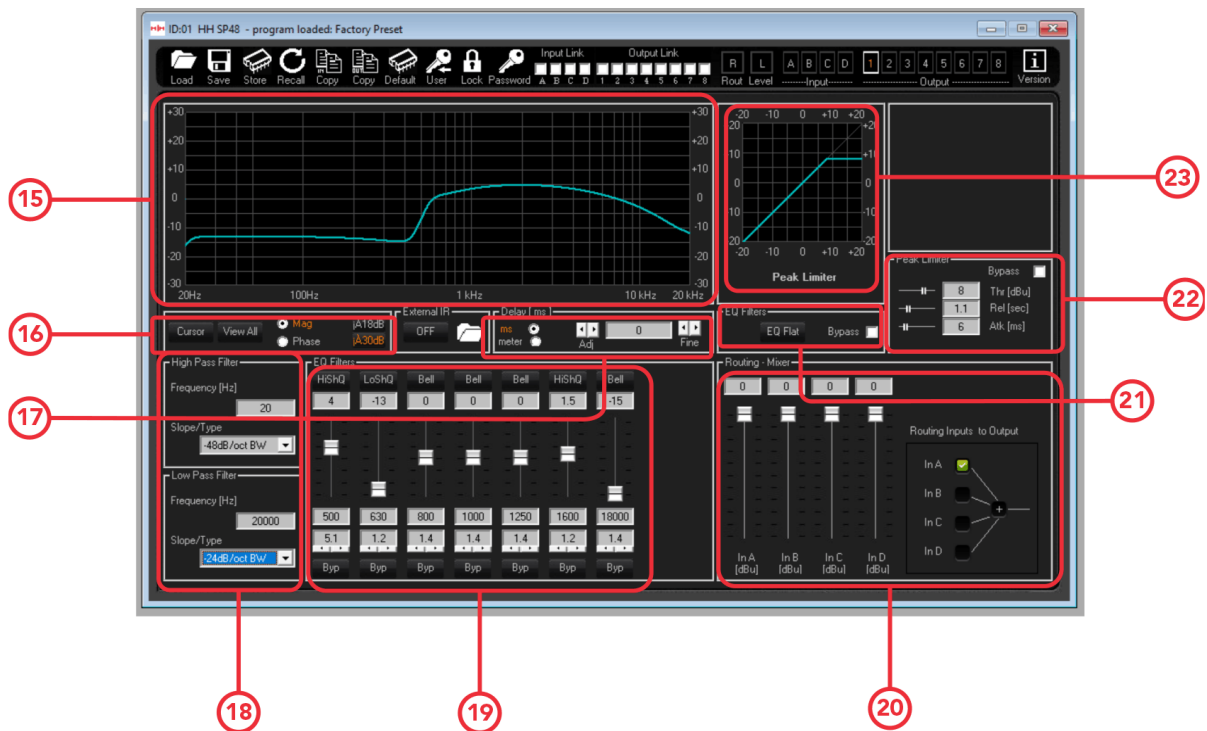 ID:01 HH SP48 - program loaded: Factory Preset
Load Save Store Recall Copy Copy Default User Lock Password
Input Link
A B C D
Output Link
1 2 3 4 5 6 7 8
R L A B C D 1 2 3 4 5 6 7 8
Rout Level --------Input-------- --------------- Output ---------------
Version
+30 +30
+20 +20
+10 +10
0 0
-10 -10
-20 -20
-30 -30
20Hz 100Hz 1 kHz 10 kHz 20 kHz
-20 -10 0 +10 +20
20 +2
10 +1
0 0
10 -10
20 20
-20 -10 0 +10 +20
Peak Limiter
Peak Limiter
Bypass
8 Thr [dBu]
1.1 Rel [sec]
6 Atk [ms]
Cursor View All
Mag
Phase
¡A18dB
¡A30dB
External IR
OFF
Delay [ ms ]
ms
meter
Adj
0
Fine
EQ Filters
EQ Flat Bypass
High Pass Filter
Frequency [Hz]
20
Slope/Type
-48dB/oct BW
Low Pass Filter
Frequency [Hz]
20000
Slope/Type
-24dB/oct BW
EQ Filters
HiShQ LoShQ Bell Bell Bell HiShQ Bell
4 -13 0 0 0 1.5 -15
500 630 800 1000 1250 1600 18000
5.1 1.2 1.4 1.4 1.4 1.2 1.4
Byp Byp Byp Byp Byp Byp Byp
Routing - Mixer
0 0 0 0
In A In B In C In D
[dBu] [dBu] [dBu] [dBu]
Routing Inputs to Output
In A
In B
In C
In D
+
15
16
17
18
19
20
21
22
23